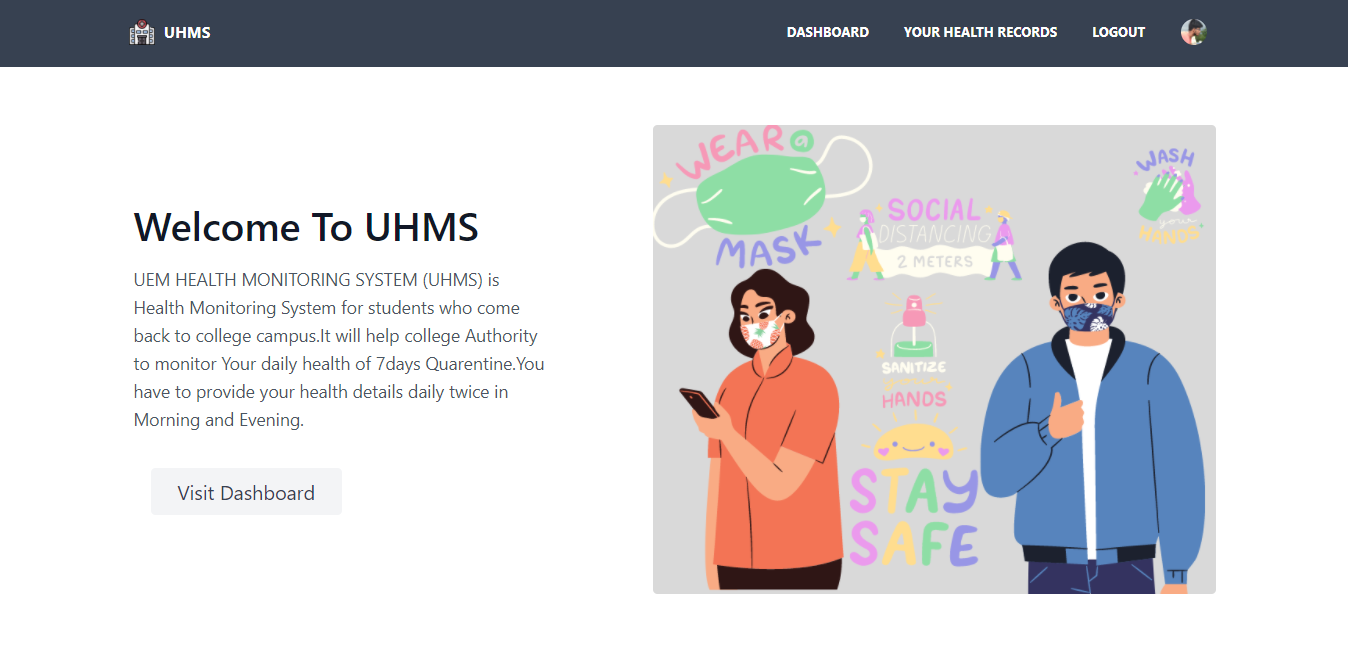 UHMS
DASHBOARD
YOUR HEALTH RECORDS
LOGOUT
Welcome To UHMS
UEM HEALTH MONITORING SYSTEM (UHMS) is
Health Monitoring System for students who come
back to college campus.It will help college Authority
to monitor Your daily health of 7days Quarentine.You
have to provide your health details daily twice in
Morning and Evening.
Visit Dashboard
WEAR a
MASK
SOCIAL
DISTANCING
2 METERS
WASH
your
HANDS
SANITIZE
HANDS
STAY
SAFE